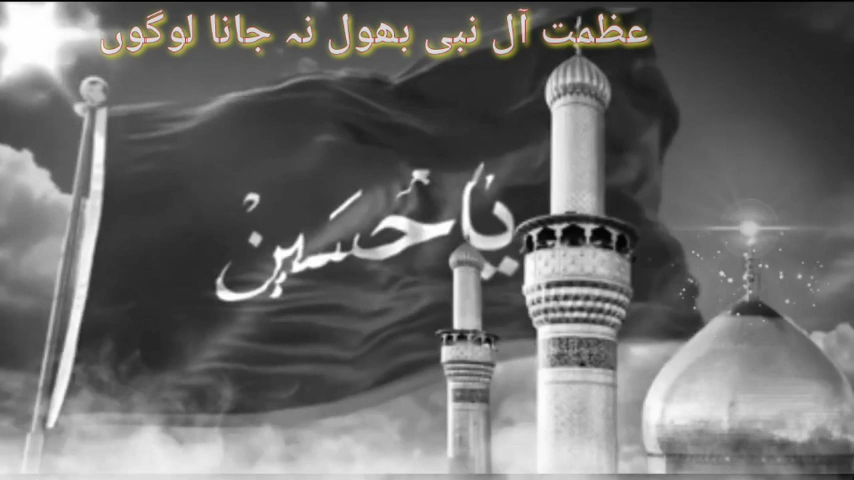 عظمت آل نبی بھول نہ جانا لوگوں
یا حسین